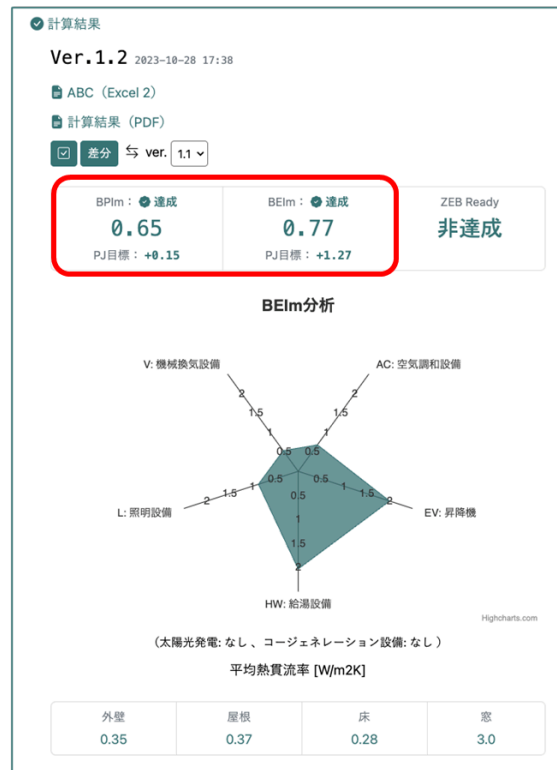 計算結果
Ver.1.2 2023-10-28 17:38
ABC（Excel 2）
計算結果（PDF）
差分 ver. 1.1
BPIm： 達成 BEIm： 達成 ZEB Ready
0.65 0.77 非達成
PJ目標：+0.15 PJ目標：+1.27
BEIm分析
V: 機械換気設備 AC: 空気調和設備
2 2
1.5 1.5
1 1
0.5 0.5
2 1.5 1 0.5 0.5 1 1.5 2
L: 照明設備 EV: 昇降機
0.5
1
1.5
2
HW: 給湯設備
Highcharts.com
（太陽光発電: なし 、コージェネレーション設備: なし ）
平均熱貫流率 [W/m2K]
外壁 屋根 床 窓
0.35 0.37 0.28 3.0